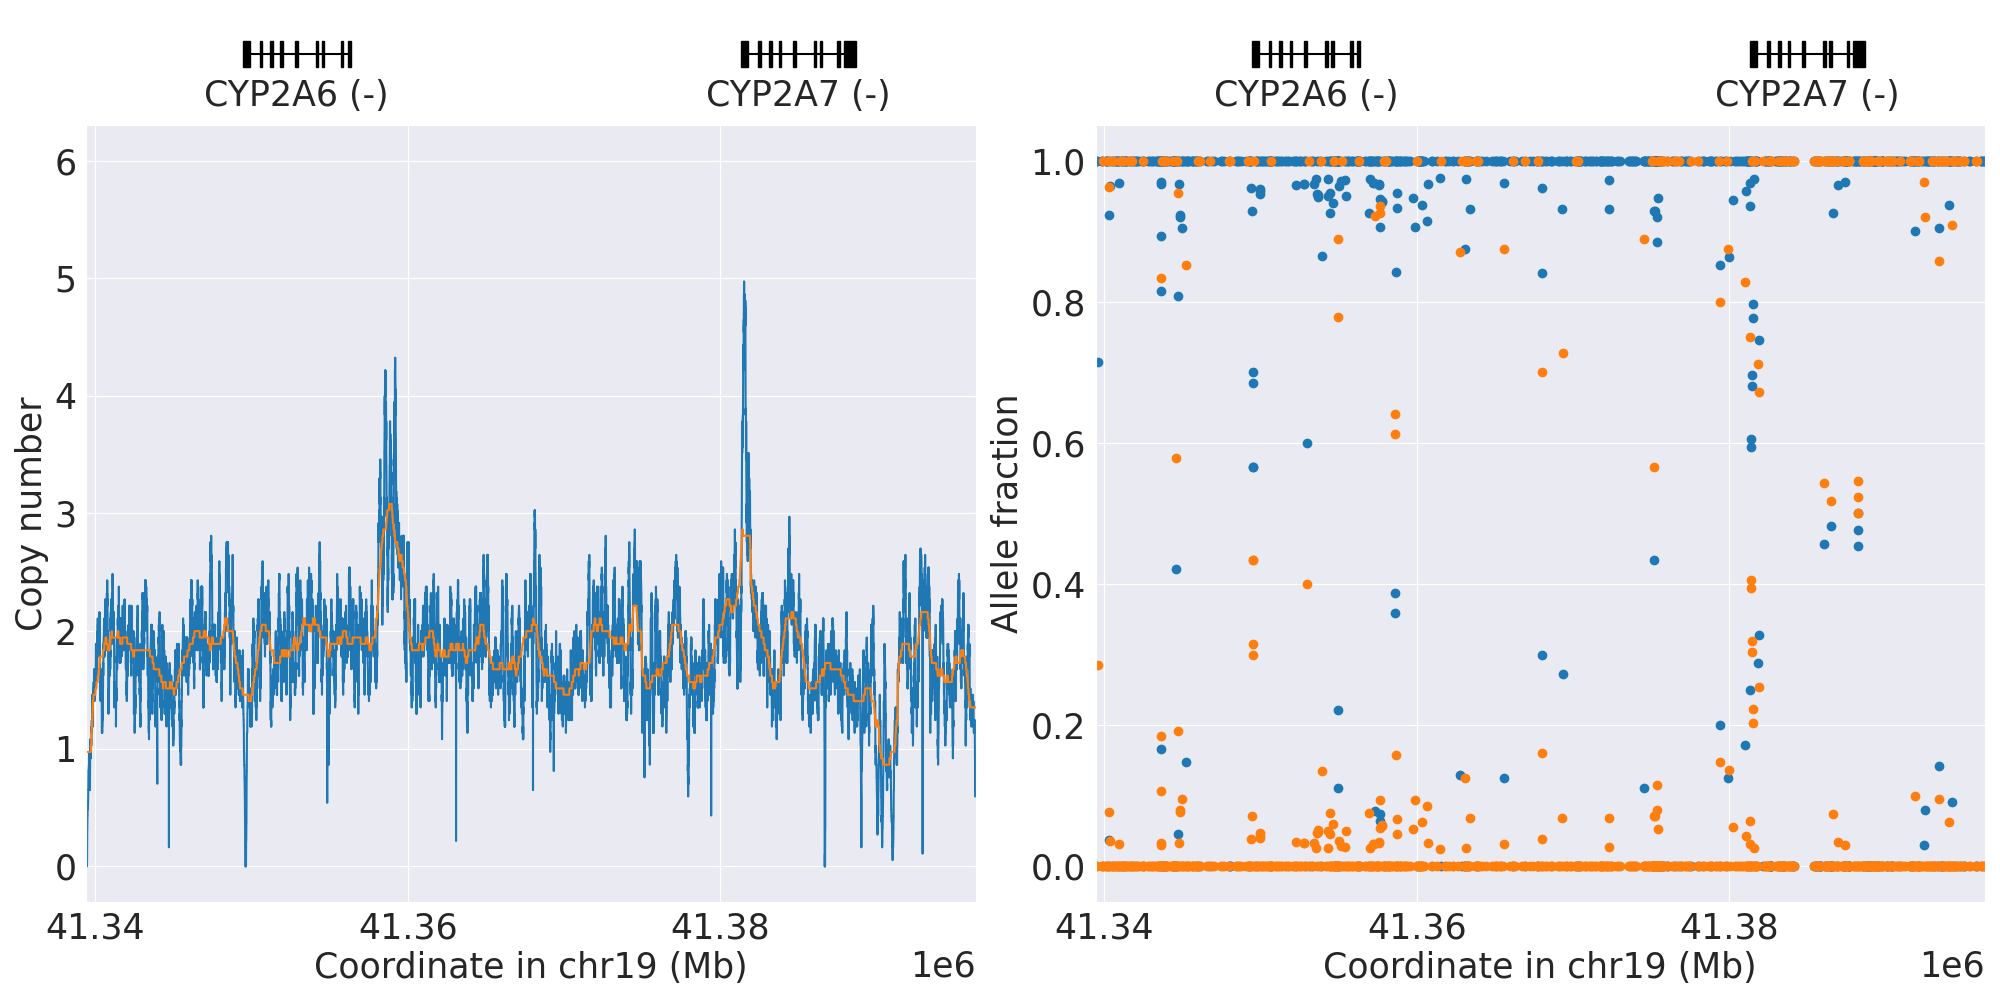 CYP2A6 (-)
CYP2A7 (-)
6
5
4
3
2
1
0
Copy number
41.34
41.36
41.38
Coordinate in chr19 (Mb)
1e6
CYP2A6 (-)
CYP2A7 (-)
1.0
0.8
0.6
0.4
0.2
0.0
Allele fraction
41.34
41.36
41.38
Coordinate in chr19 (Mb)
1e6